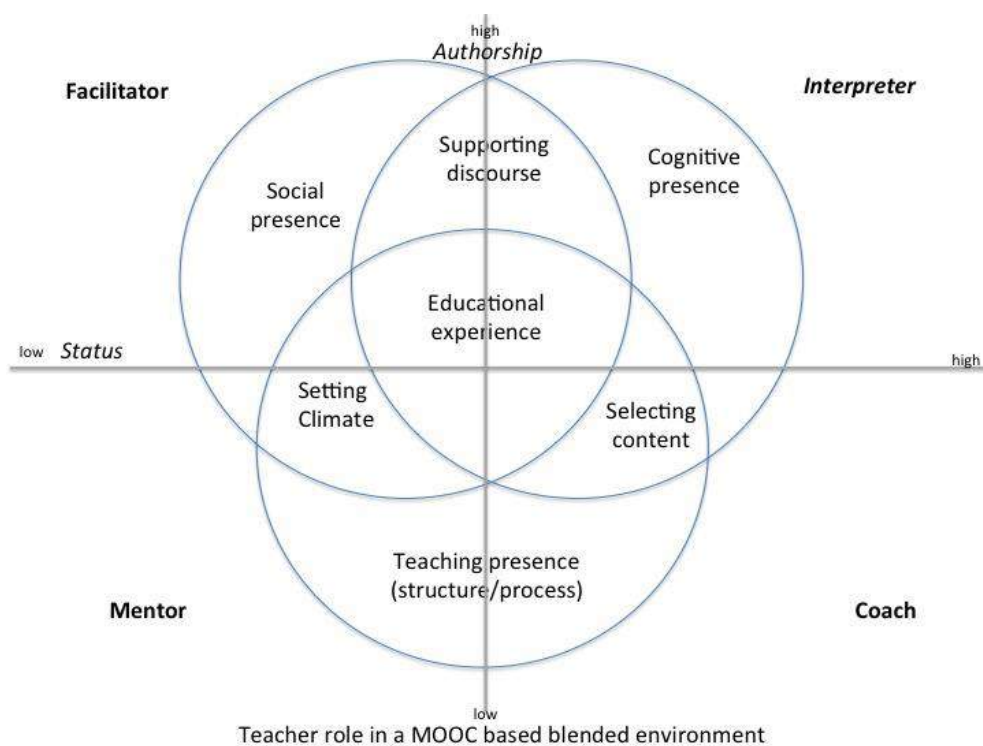 high
Authorship
Facilitator
Interpreter
Supporting
discourse
Cognitive
presence
Social
presence
Educational
experience
low Status
high
Setting
Climate
Selecting
content
Teaching presence
(structure/process)
Mentor
Coach
low
Teacher role in a MOOC based blended environment